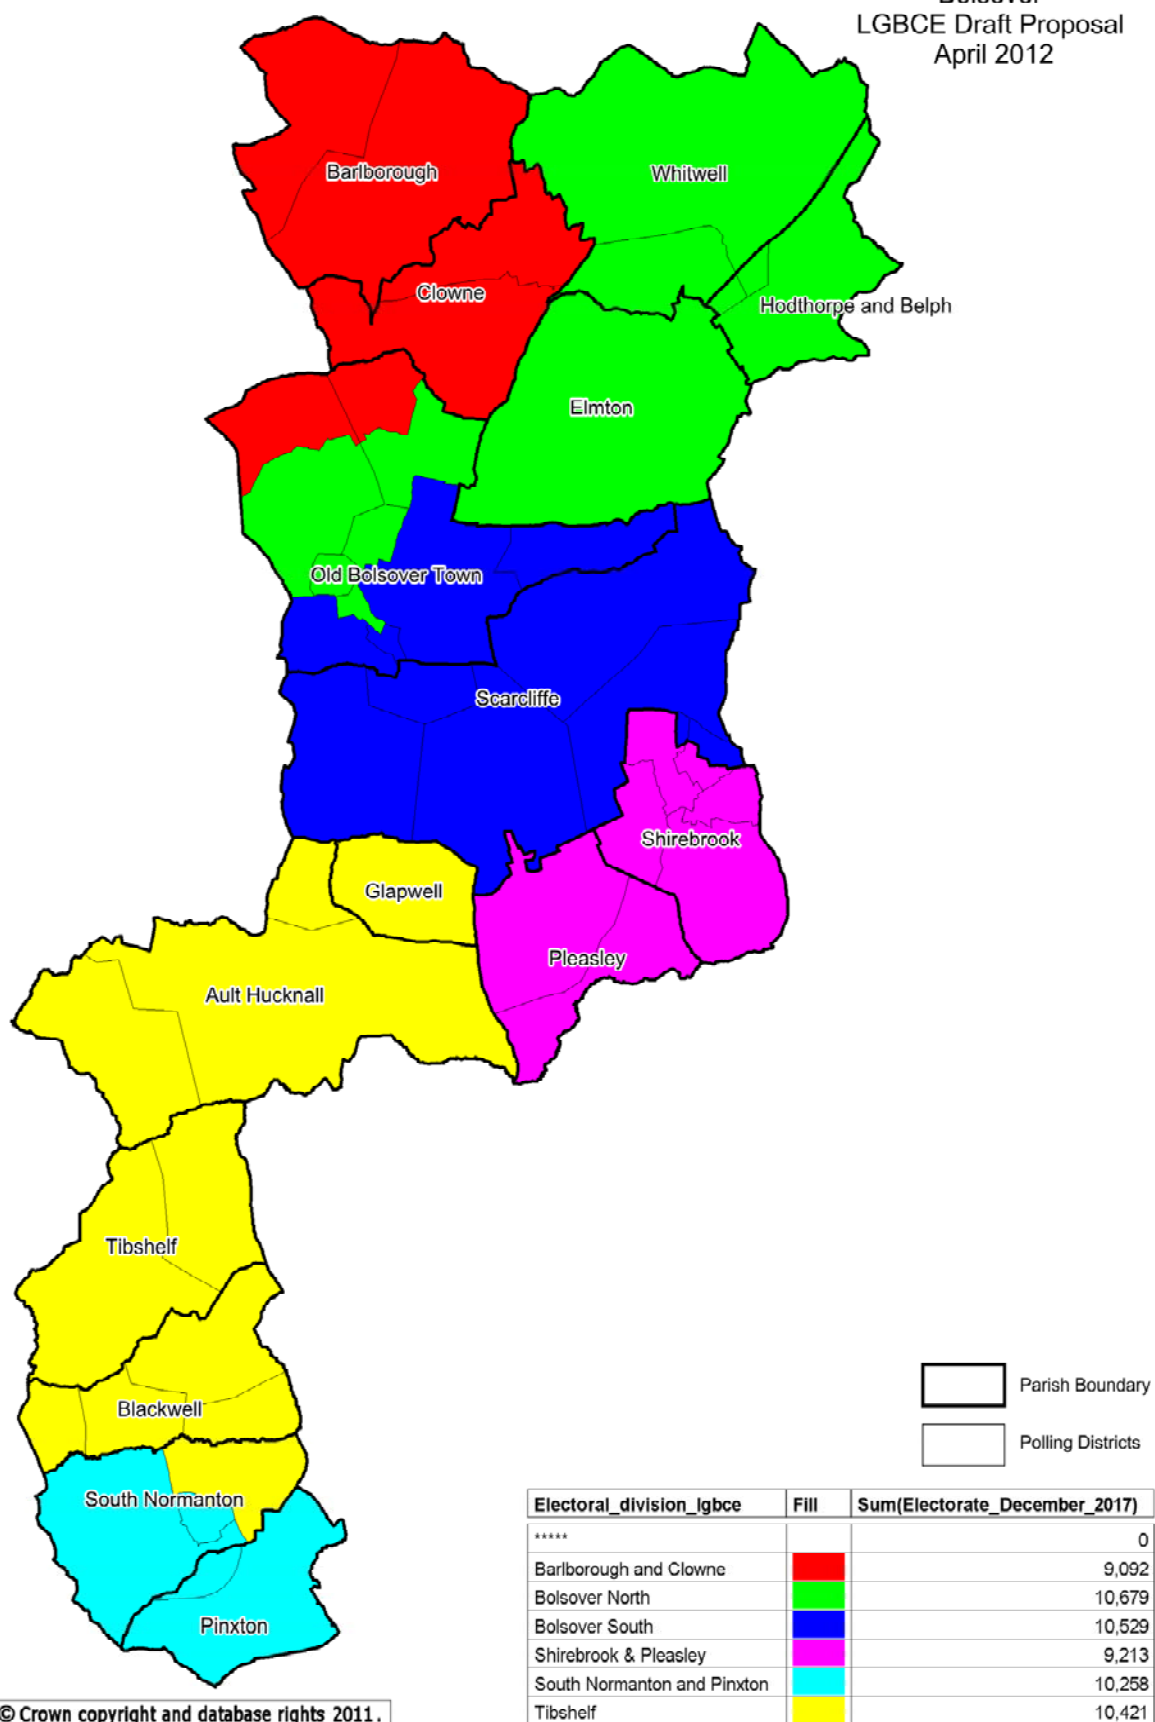 LGBCE Draft Proposal
April 2012
Barlborough
Whitwell
Clowne
Hodthorpe and Belph
Elmton
Old Bolsover Town
Scarcliffe
Shirebrook
Glapwell
Pleasley
Ault Hucknall
Tibshelf
Blackwell
South Normanton
Pinxton
Parish Boundary
Polling Districts
Electoral_division_lgbce Fill Sum(Electorate_December_2017)
***** 0
Barlborough and Clowne 9,092
Bolsover North 10,679
Bolsover South 10,529
Shirebrook & Pleasley 9,213
South Normanton and Pinxton 10,258
Tibshelf 10,421
© Crown copyright and database rights 2011.